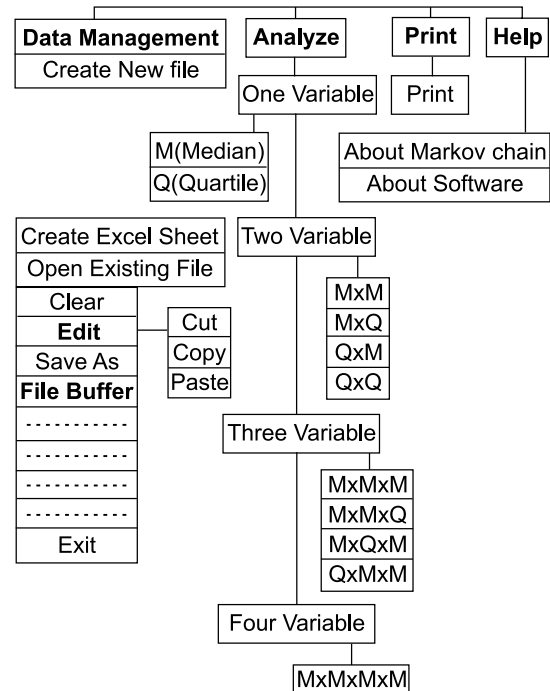 Data Management
Create New file
Analyze
Print
Help
One Variable
Print
M(Median)
Q(Quartile)
About Markov chain
About Software
Create Excel Sheet
Open Existing File
Clear
Edit
Save As
File Buffer
-----------
-----------
-----------
-----------
Exit
Cut
Copy
Paste
Two Variable
MxM
MxQ
QxM
QxQ
Three Variable
MxMxM
MxMxQ
MxQxM
QxMxM
Four Variable
MxMxMxM